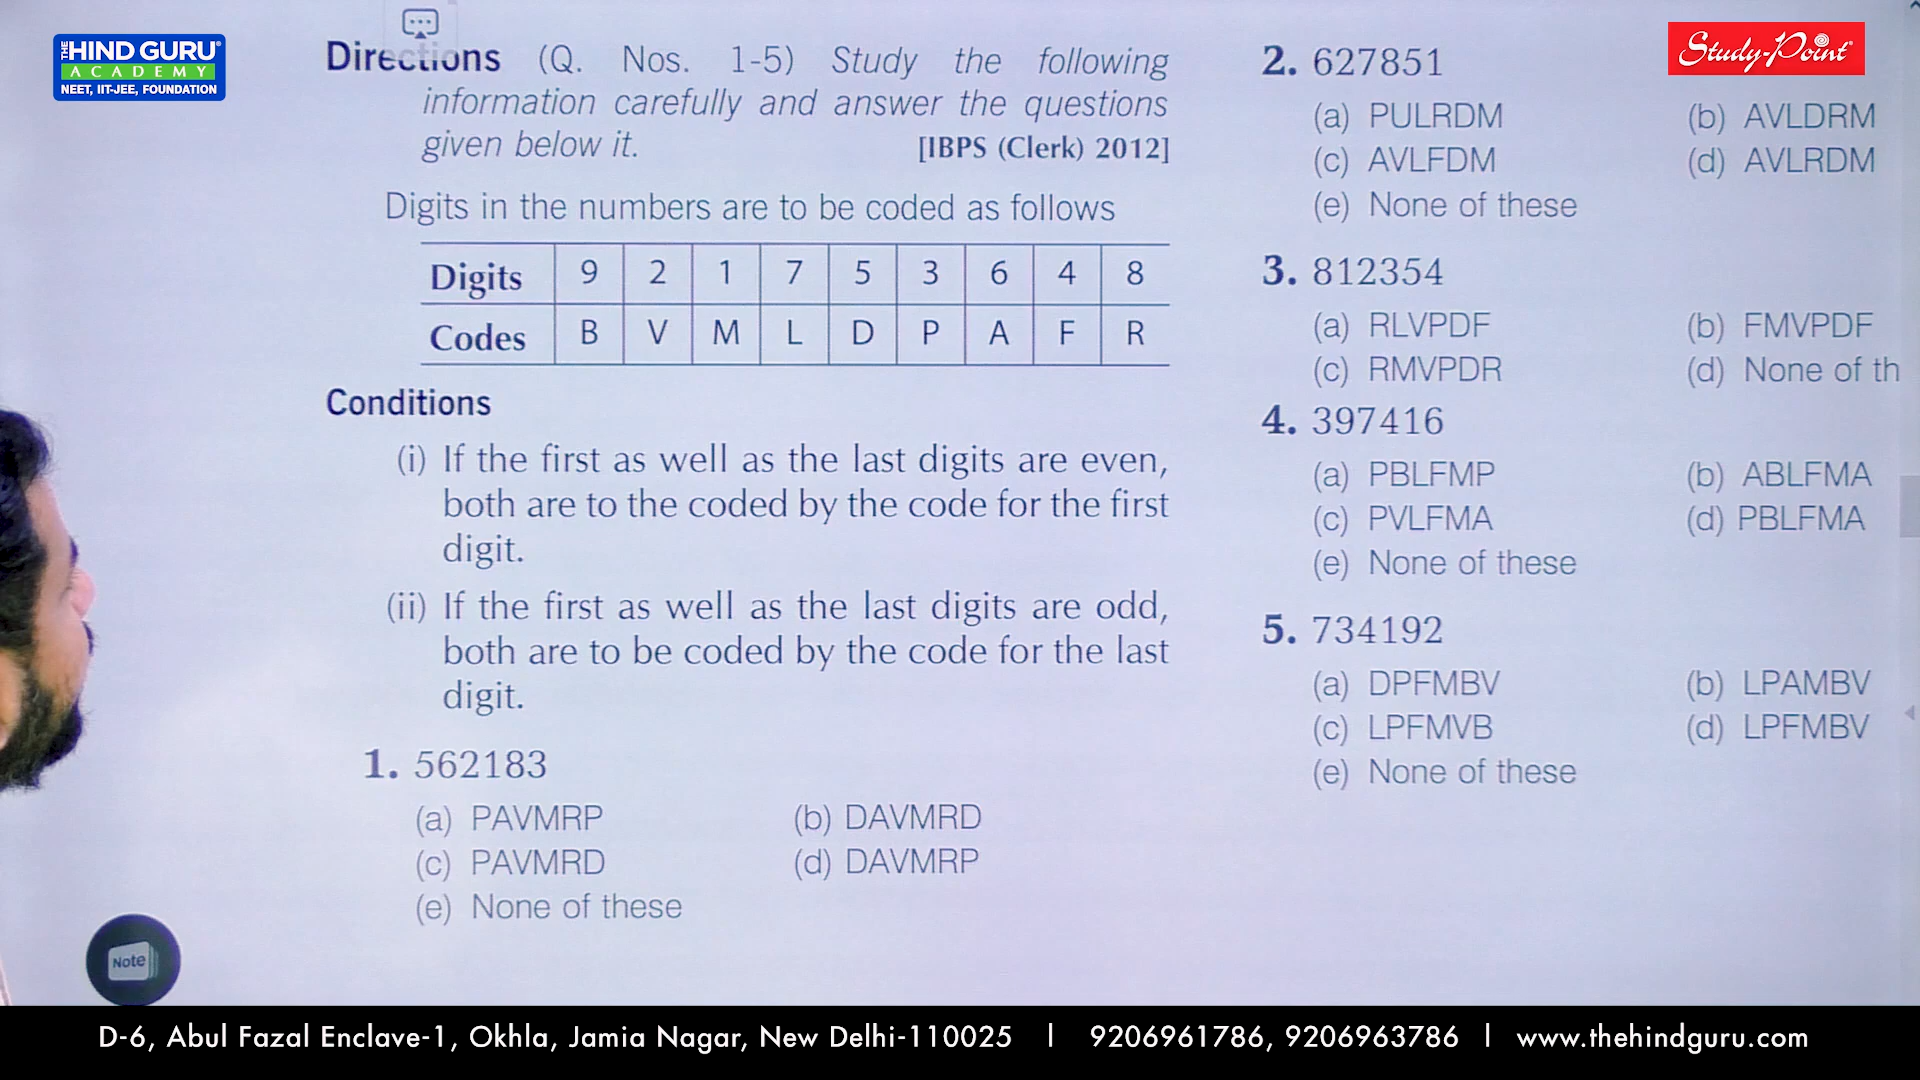 THE HIND GURU
ACADEMY
NEET, IIT-JEE, FOUNDATION
Study-Point
Directions (Q. Nos. 1-5) Study the following
information carefully and answer the questions
given below it. [IBPS (Clerk) 2012]
Digits in the numbers are to be coded as follows
Digits 9 2 1 7 5 3 6 4 8
Codes B V M L D P A F R
Conditions
(i) If the first as well as the last digits are even,
both are to the coded by the code for the first
digit.
(ii) If the first as well as the last digits are odd,
both are to be coded by the code for the last
digit.
1. 562183
(a) PAVMRP (b) DAVMRD
(c) PAVMRD (d) DAVMRP
(e) None of these
2. 627851
(a) PULRDM (b) AVLDRM
(c) AVLFDM (d) AVLRDM
(e) None of these
3. 812354
(a) RLVPDF (b) FMVPDF
(c) RMVPDR (d) None of th
4. 397416
(a) PBLFMP (b) ABLFMA
(c) PVLFMA (d) PBLFMA
(e) None of these
5. 734192
(a) DPFMBV (b) LPAMBV
(c) LPFMVB (d) LPFMBV
(e) None of these
Note
D-6, Abul Fazal Enclave-1, Okhla, Jamia Nagar, New Delhi-110025 | 9206961786, 9206963786 | www.thehindguru.com